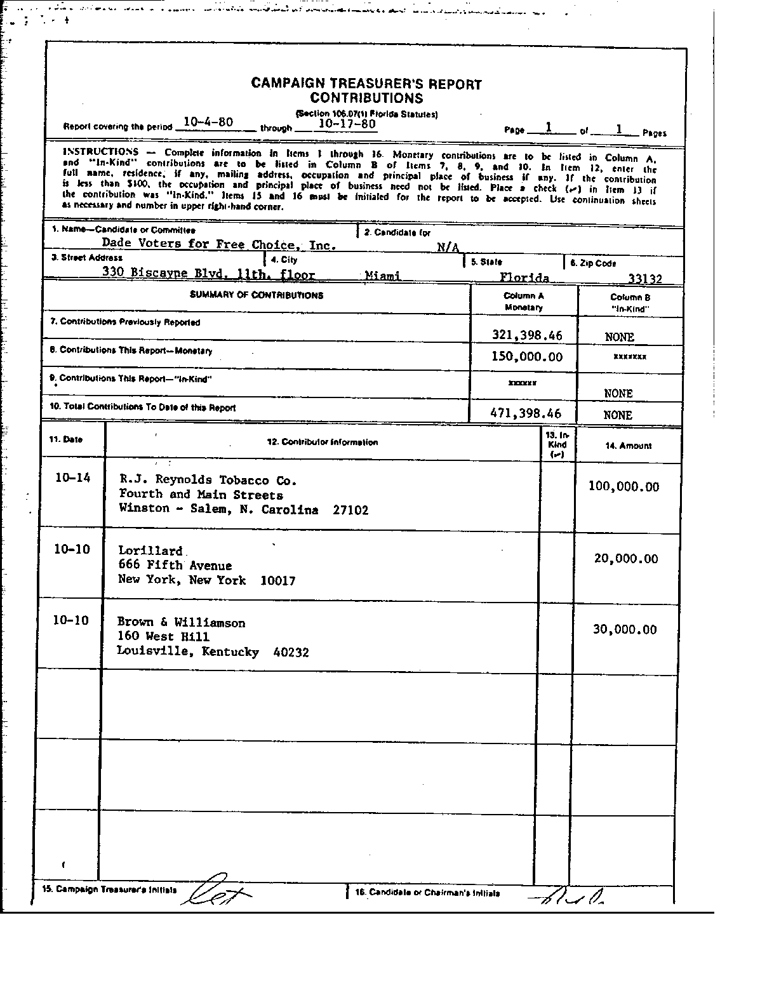 CAMPAIGN TREASURER'S REPORT
CONTRIBUTIONS
(Section 106.07(1) Florida Statutes)
Report covering the period 10-4-80 through 10-17-80 Page 1 of 1 Pages
INSTRUCTIONS — Complete information in Items 1 through 16. Monetary contributions are to be listed in Column A,
and "In-Kind" contributions are to be listed in Column B of Items 7, 8, 9, and 10. In Item 12, enter the
full name, residence, if any, mailing address, occupation and principal place of business if any. If the contribution
is less than $100, the occupation and principal place of business need not be listed. Place a check (✓) in Item 13 if
the contribution was "In-Kind." Items 15 and 16 must be initialed for the report to be accepted. Use continuation sheets
as necessary and number in upper right-hand corner.
1. Name—Candidate or Committee 2. Candidate for
Dade Voters for Free Choice, Inc. N/A
3. Street Address 4. City 5. State 6. Zip Code
330 Biscayne Blvd. 11th. floor Miami Florida 33132
SUMMARY OF CONTRIBUTIONS Column A Monetary Column B "In-Kind"
7. Contributions Previously Reported 321,398.46 NONE
8. Contributions This Report—Monetary 150,000.00 xxxxxxx
9. Contributions This Report—"In-Kind" xxxxxx NONE
10. Total Contributions To Date of this Report 471,398.46 NONE
11. Date 12. Contributor Information 13. In-Kind (✓) 14. Amount
10-14 R.J. Reynolds Tobacco Co. 100,000.00
Fourth and Main Streets
Winston - Salem, N. Carolina 27102
10-10 Lorillard 20,000.00
666 Fifth Avenue
New York, New York 10017
10-10 Brown & Williamson 30,000.00
160 West Hill
Louisville, Kentucky 40232
15. Campaign Treasurer's Initials 16. Candidate or Chairman's Initials